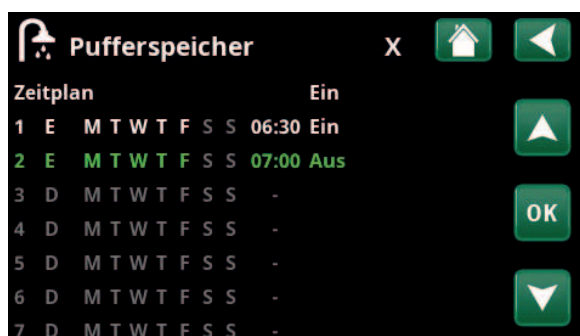 Pufferspeicher X
Zeitplan Ein
1 E M T W T F S S 06:30 Ein
2 E M T W T F S S 07:00 Aus
3 D M T W T F S S -
4 D M T W T F S S -
OK
5 D M T W T F S S -
6 D M T W T F S S -
7 D M T W T F S S -